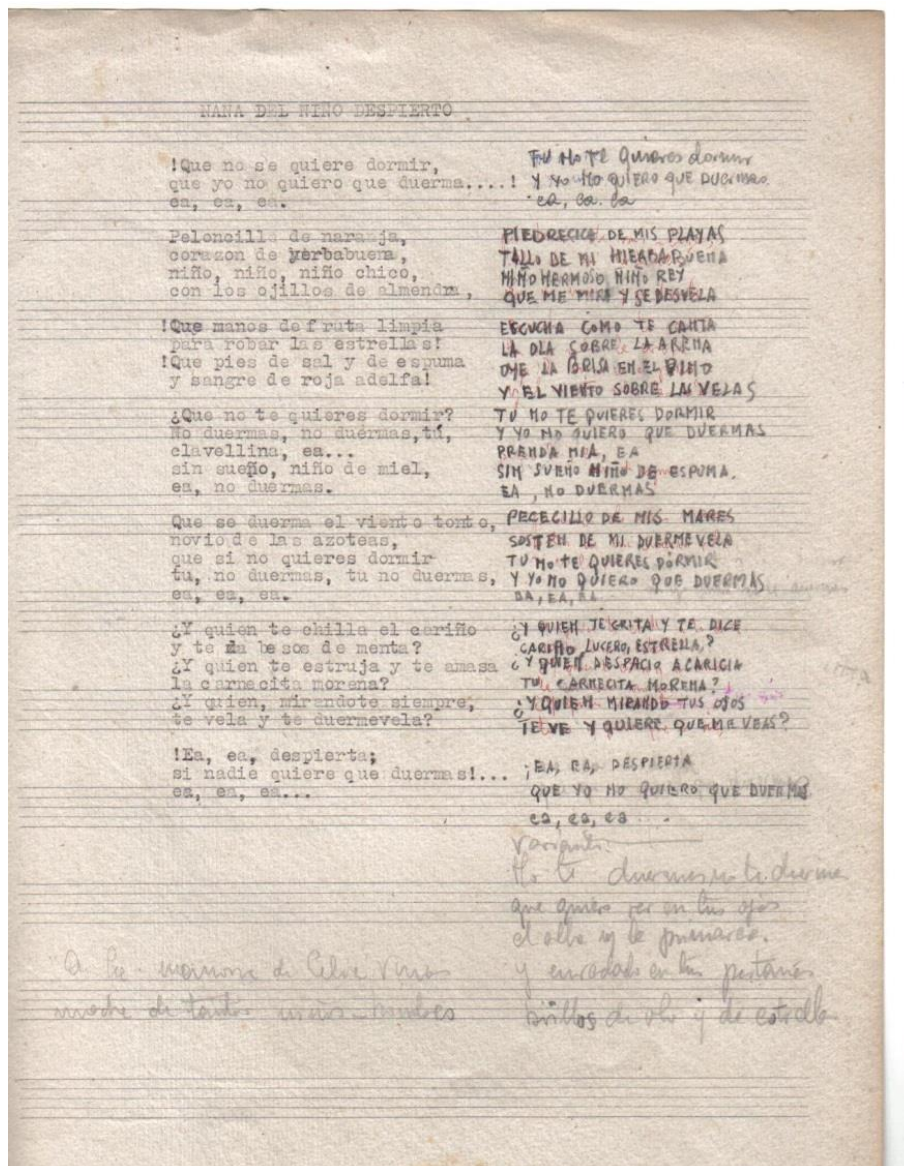 NANA DEL NIÑO DESPIERTO
!Que no se quiere dormir,
que yo no quiero que duerma....!
ea, ea, ea.
Peloncillo de naranja,
corazon de yerbabuena,
niño, niño, niño chico,
con los ojillos de almendra,
!Que manos de fruta limpia
para robar las estrellas!
!Que pies de sal y de espuma
y sangre de roja adelfa!
¿Que no te quieres dormir?
No duermas, no duermas,tú,
clavellina, ea...
sin sueño, niño de miel,
ea, no duermas.
Que se duerma el viento tonto,
novio de las azoteas,
que si no quieres dormir
tu, no duermas, tu no duermas,
ea, ea, ea.
¿Y quien te chilla el cariño
y te da besos de menta?
¿Y quien te estruja y te amasa
la carnecita morena?
¿Y quien, mirandote siempre,
te vela y te duermevela?
!Ea, ea, despierta;
si nadie quiere que duermas!...
ea, ea, ea...
TU NO TE Quieres dormir
Y YO NO QUIERO QUE DUERMAS
ea, ea. ea
PIEDRECICA DE MIS PLAYAS
TALLO DE MI HIERBABUENA
NIÑO HERMOSO NIÑO REY
QUE ME MIRA Y SE DESVELA
ESCUCHA COMO TE CANTA
LA OLA SOBRE LA ARENA
OYE LA BRISA EN EL PINO
Y EL VIENTO SOBRE LAS VELAS
TU NO TE QUIERES DORMIR
Y YO NO QUIERO QUE DUERMAS
PRENDA MIA, EA
SIN SUEÑO NIÑO DE ESPUMA.
EA, NO DUERMAS
PECECILLO DE MIS MARES
SOSTEN DE MI DUERMEVELA
TU NO TE QUIERES DORMIR
Y YO NO QUIERO QUE DUERMAS
EA, EA, EA
¿Y QUIEN TE GRITA Y TE DICE
CARIÑO, LUCERO, ESTRELLA?
¿Y QUIEN DESPACIO ACARICIA
TU CARNECITA MORENA?
¿Y QUIEN MIRANDO TUS OJOS
TE VE Y QUIERE QUE ME VEAS?
¡EA, EA, DESPIERTA
QUE YO NO QUIERO QUE DUERMAS
ea, ea, ea ...
Variante
No te duermas no te duermas
que quiero ver en tus ojos
el alba y la primavera.
y enredado en tus pestañas
brillos de ola y de estrella
A la memoria de
madre de tantos niños